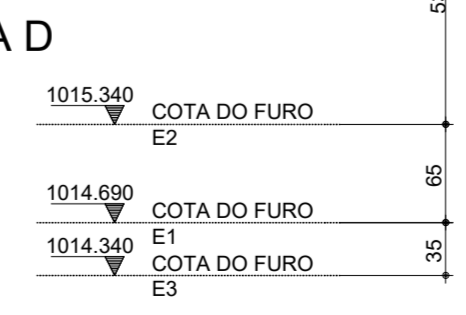 A D
1015.340
COTA DO FURO
E2
65
1014.690
COTA DO FURO
E1
35
1014.340
COTA DO FURO
E3